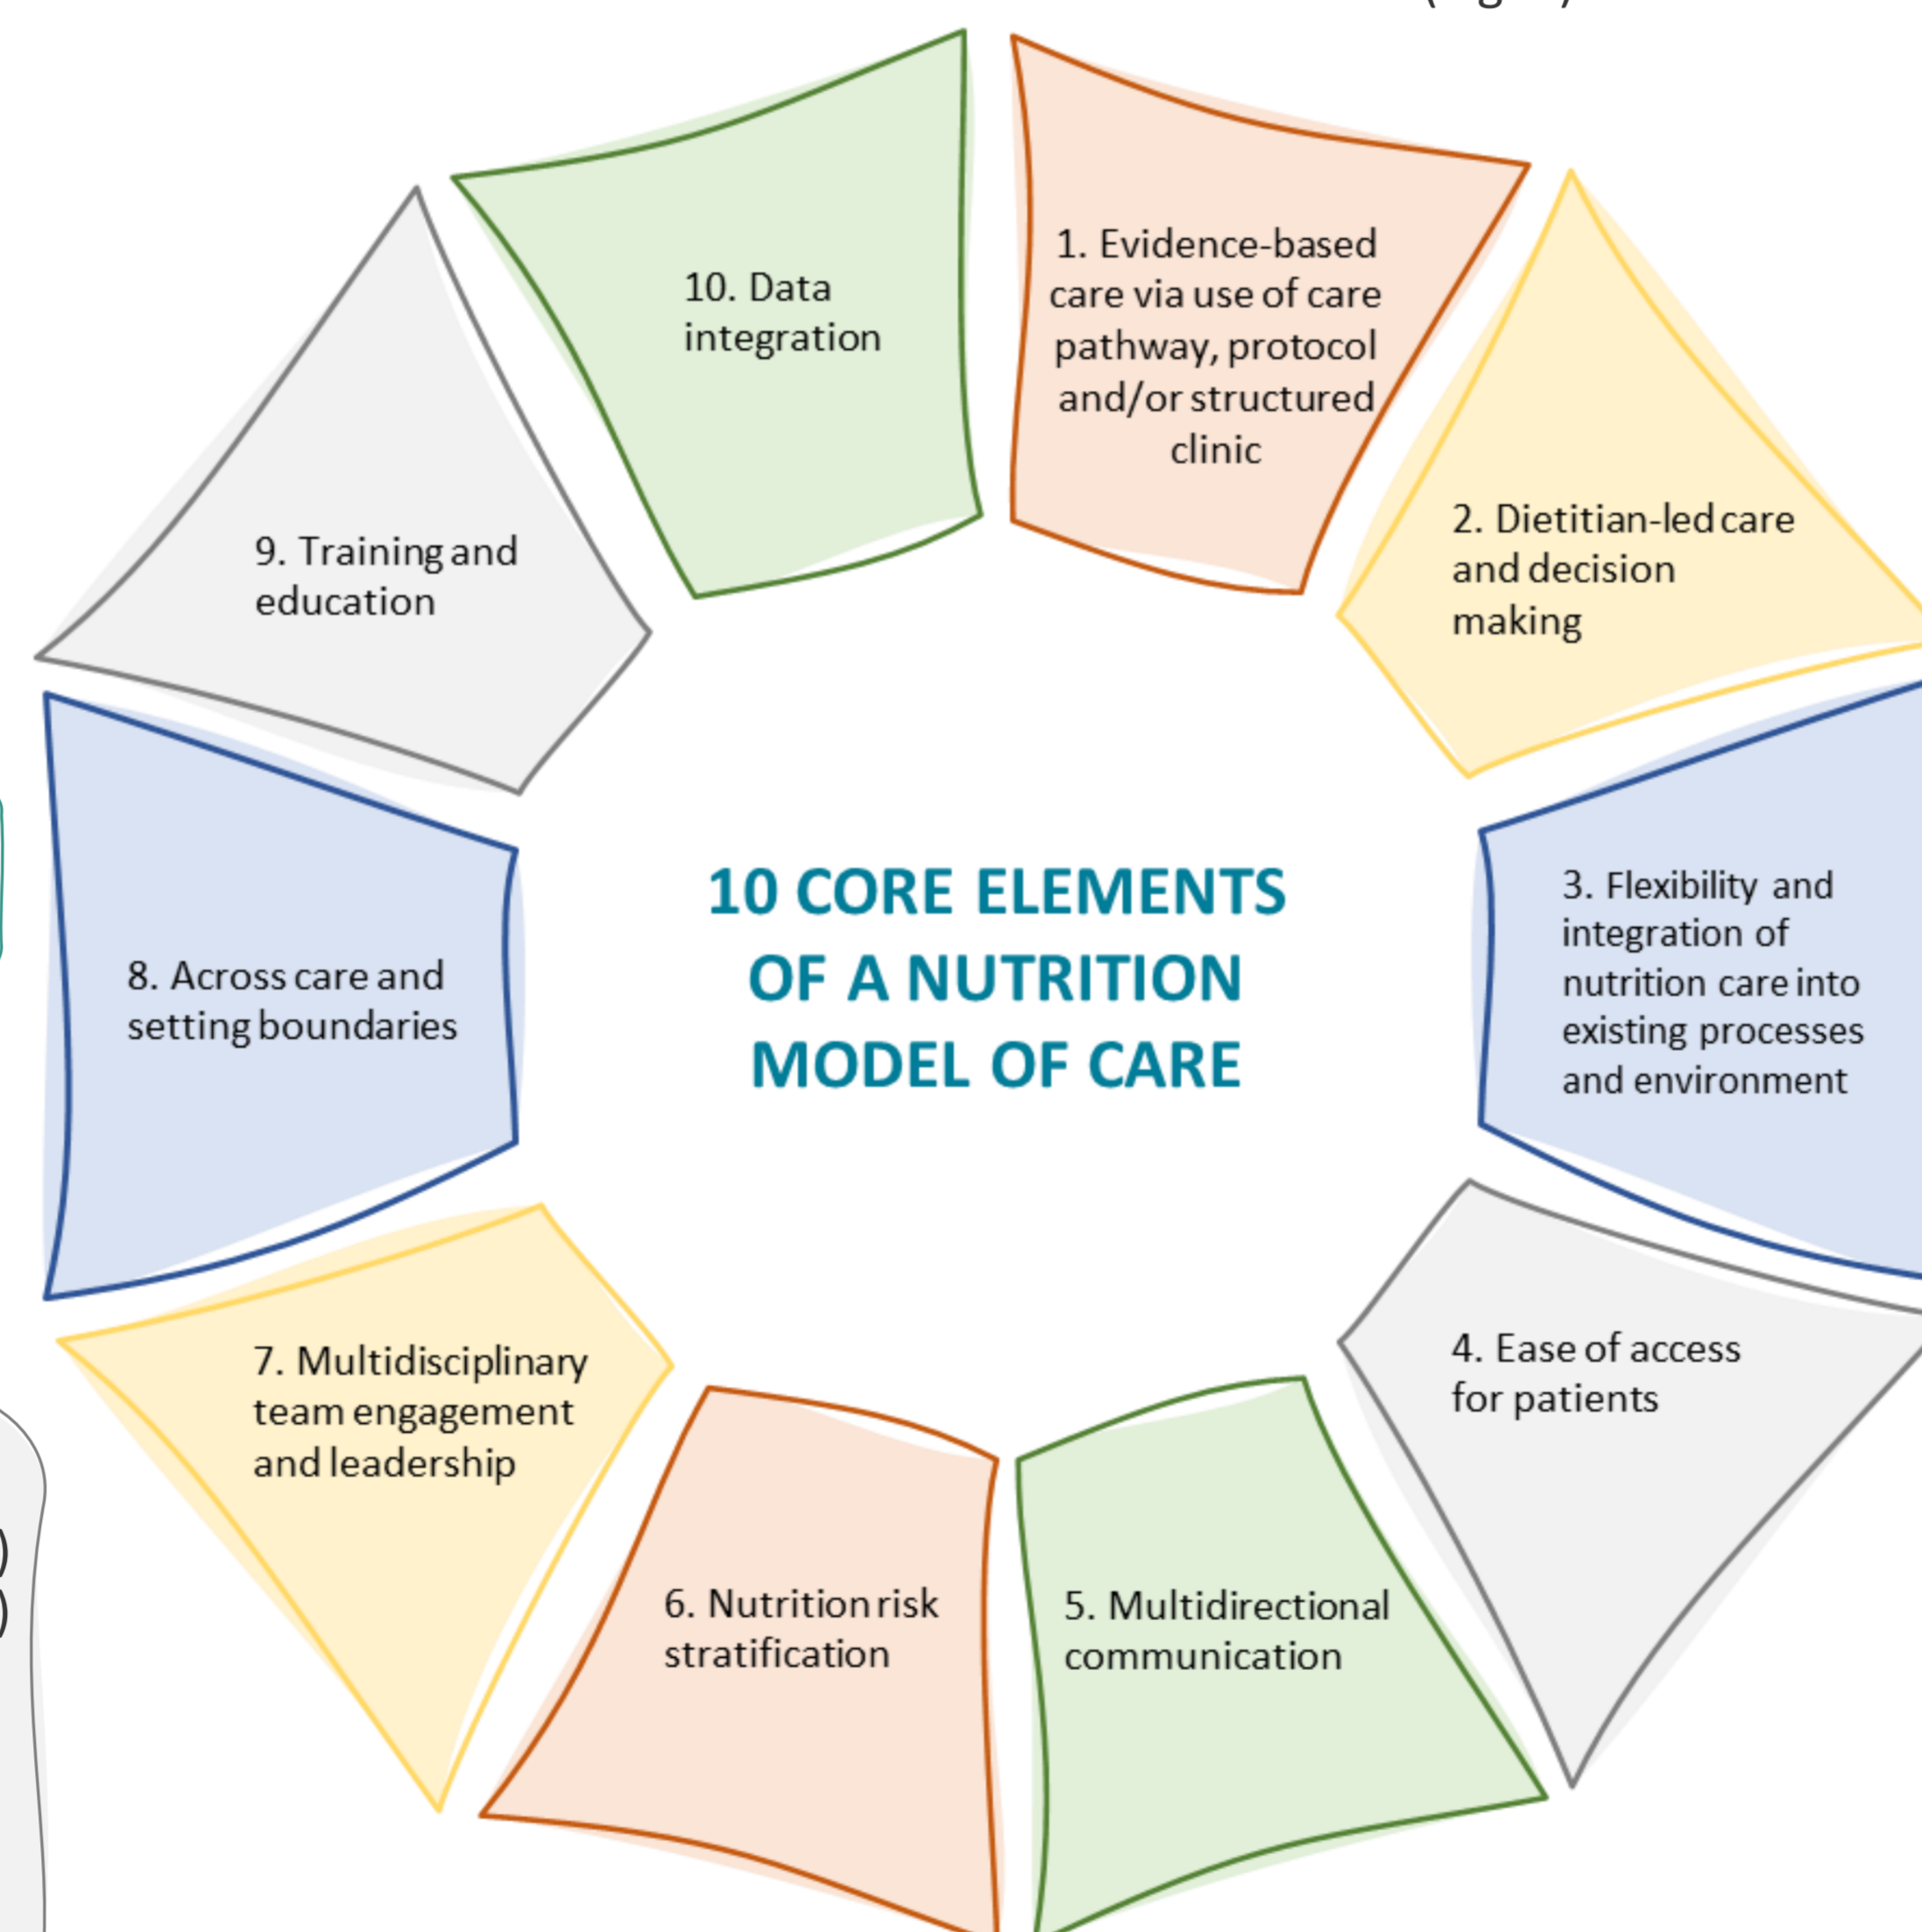 10 CORE ELEMENTS
OF A NUTRITION
MODEL OF CARE
1. Evidence-based
care via use of care
pathway, protocol
and/or structured
clinic
2. Dietitian-led care
and decision
making
3. Flexibility and
integration of
nutrition care into
existing processes
and environment
4. Ease of access
for patients
5. Multidirectional
communication
6. Nutrition risk
stratification
7. Multidisciplinary
team engagement
and leadership
8. Across care and
setting boundaries
9. Training and
education
10. Data
integration
)
)